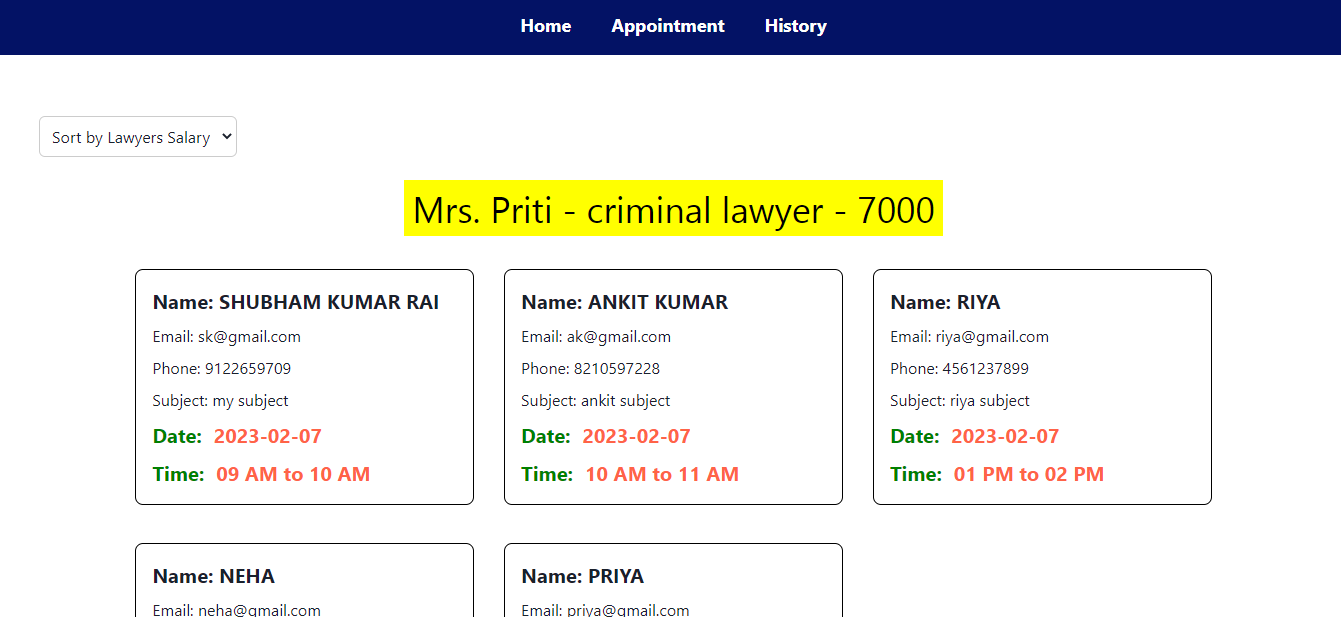 Home Appointment History
Sort by Lawyers Salary
Mrs. Priti - criminal lawyer - 7000
Name: SHUBHAM KUMAR RAI
Email: sk@gmail.com
Phone: 9122659709
Subject: my subject
Date: 2023-02-07
Time: 09 AM to 10 AM
Name: ANKIT KUMAR
Email: ak@gmail.com
Phone: 8210597228
Subject: ankit subject
Date: 2023-02-07
Time: 10 AM to 11 AM
Name: RIYA
Email: riya@gmail.com
Phone: 4561237899
Subject: riya subject
Date: 2023-02-07
Time: 01 PM to 02 PM
Name: NEHA
Email: neha@gmail.com
Name: PRIYA
Email: priya@gmail.com